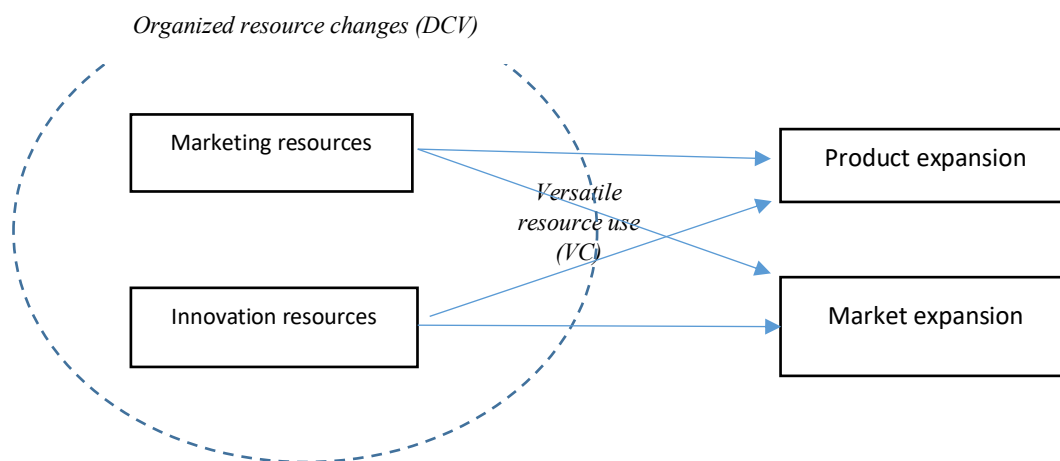 Organized resource changes (DCV)
Marketing resources
Product expansion
Versatile
resource use
(VC)
Innovation resources
Market expansion